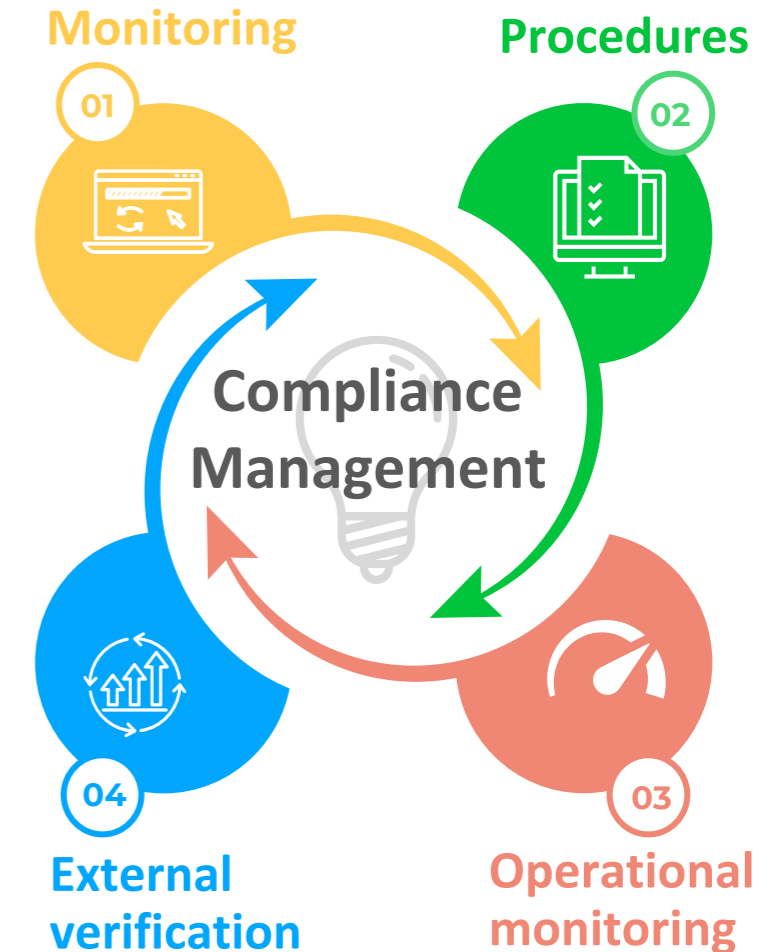 Monitoring
Procedures
01
02
Compliance
Management
04
03
External
verification
Operational
monitoring